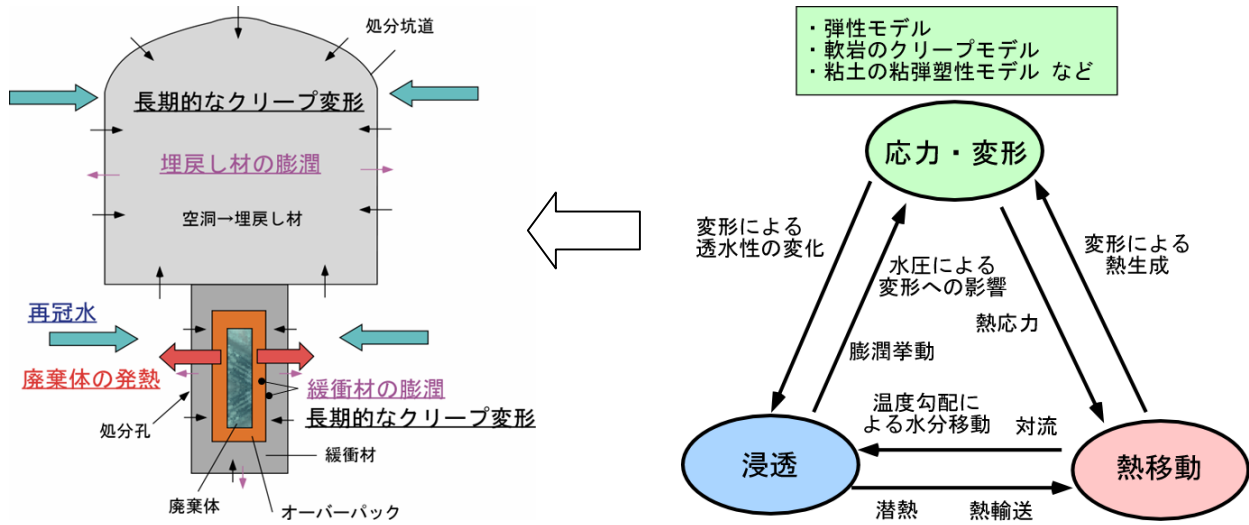 処分坑道
長期的なクリープ変形
埋戻し材の膨潤
空洞→埋戻し材
再冠水
廃棄体の発熱
緩衝材の膨潤
長期的なクリープ変形
処分孔
緩衝材
廃棄体
オーバーパック
・弾性モデル
・軟岩のクリープモデル
・粘土の粘弾塑性モデル など
応力・変形
変形による
透水性の変化
水圧による
変形への影響
変形による
熱生成
熱応力
膨潤挙動
温度勾配に
よる水分移動
対流
浸透
熱移動
潜熱
熱輸送